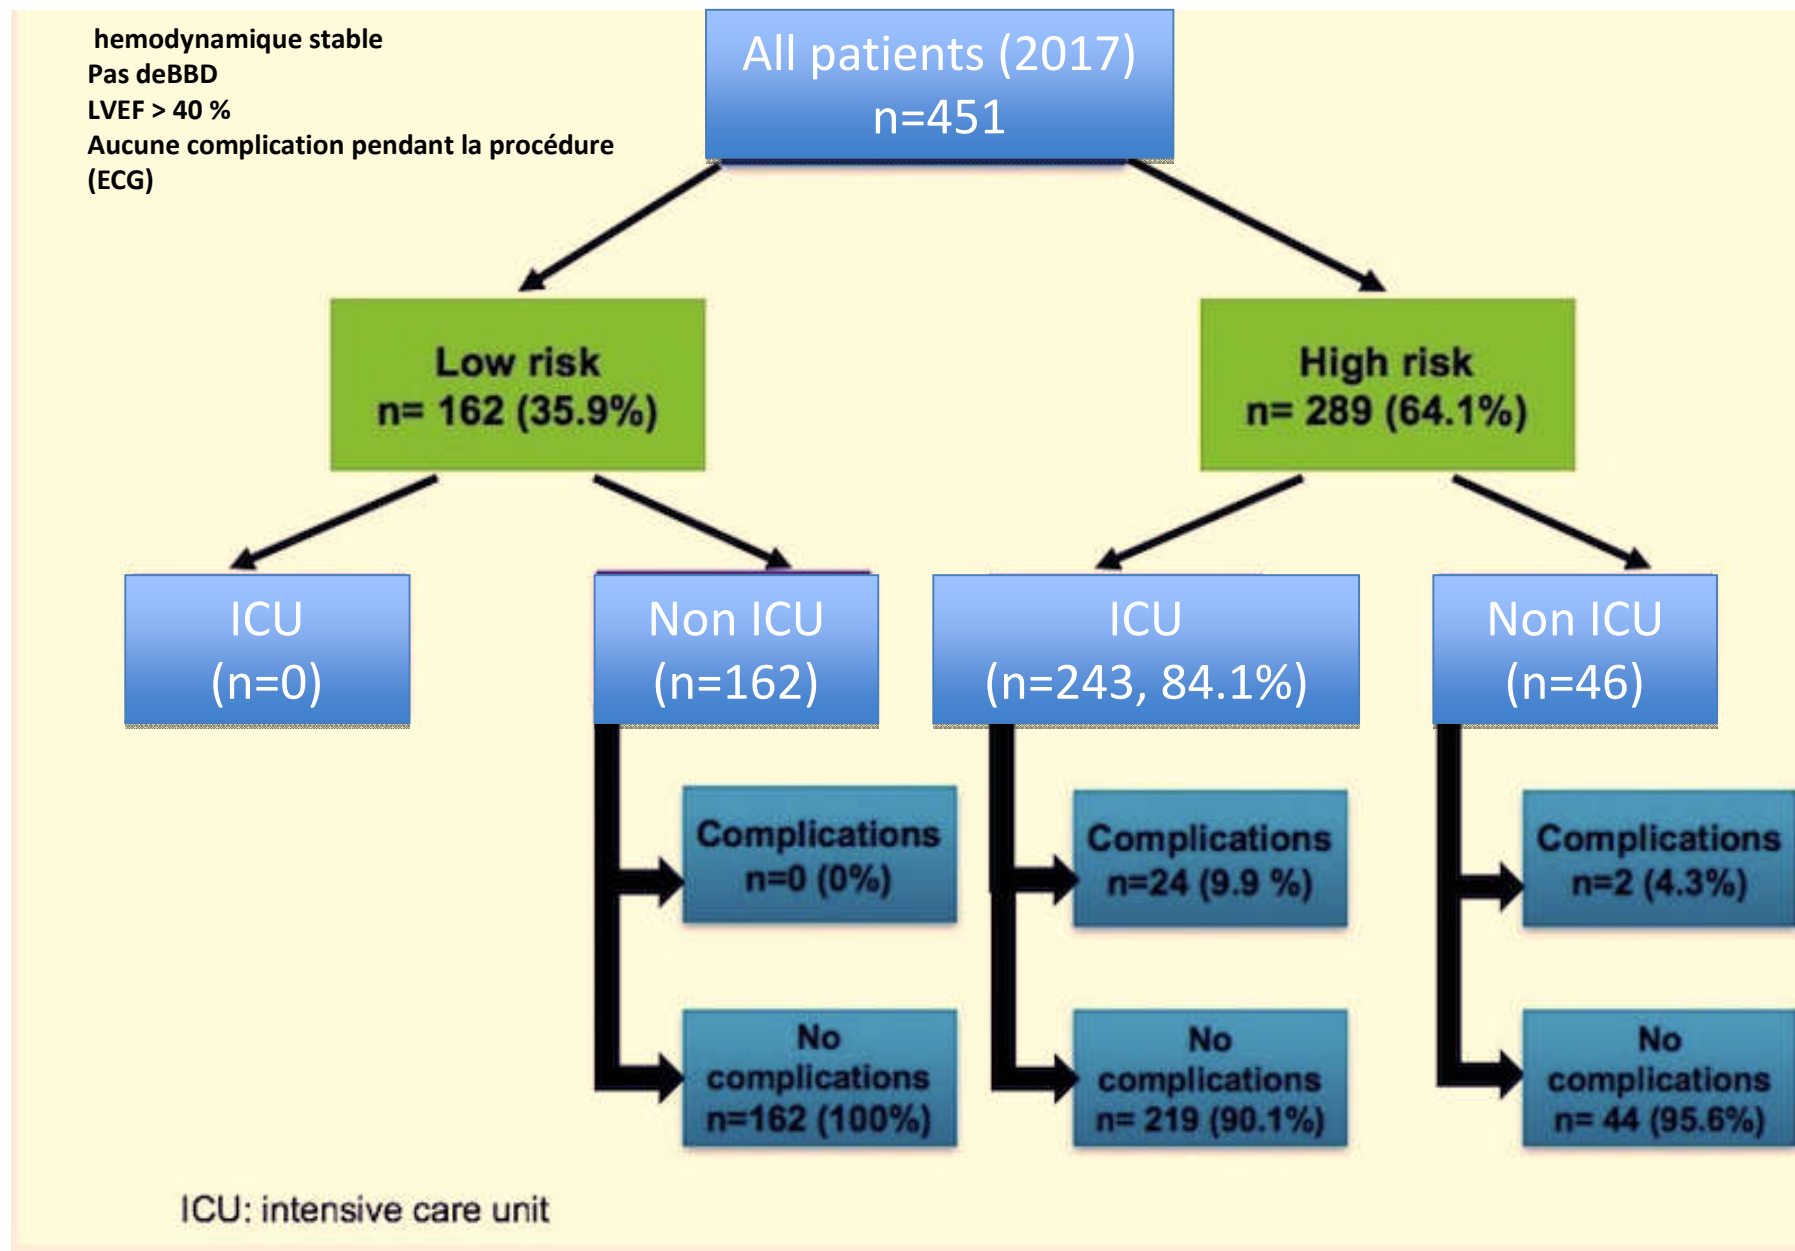 hemodynamique stable
Pas deBBD
LVEF > 40 %
Aucune complication pendant la procédure
(ECG)
All patients (2017)
n=451
Low risk
n= 162 (35.9%)
High risk
n= 289 (64.1%)
ICU
(n=0)
Non ICU
(n=162)
ICU
(n=243, 84.1%)
Non ICU
(n=46)
Complications
n=0 (0%)
Complications
n=24 (9.9 %)
Complications
n=2 (4.3%)
No
complications
n=162 (100%)
No
complications
n= 219 (90.1%)
No
complications
n= 44 (95.6%)
ICU: intensive care unit